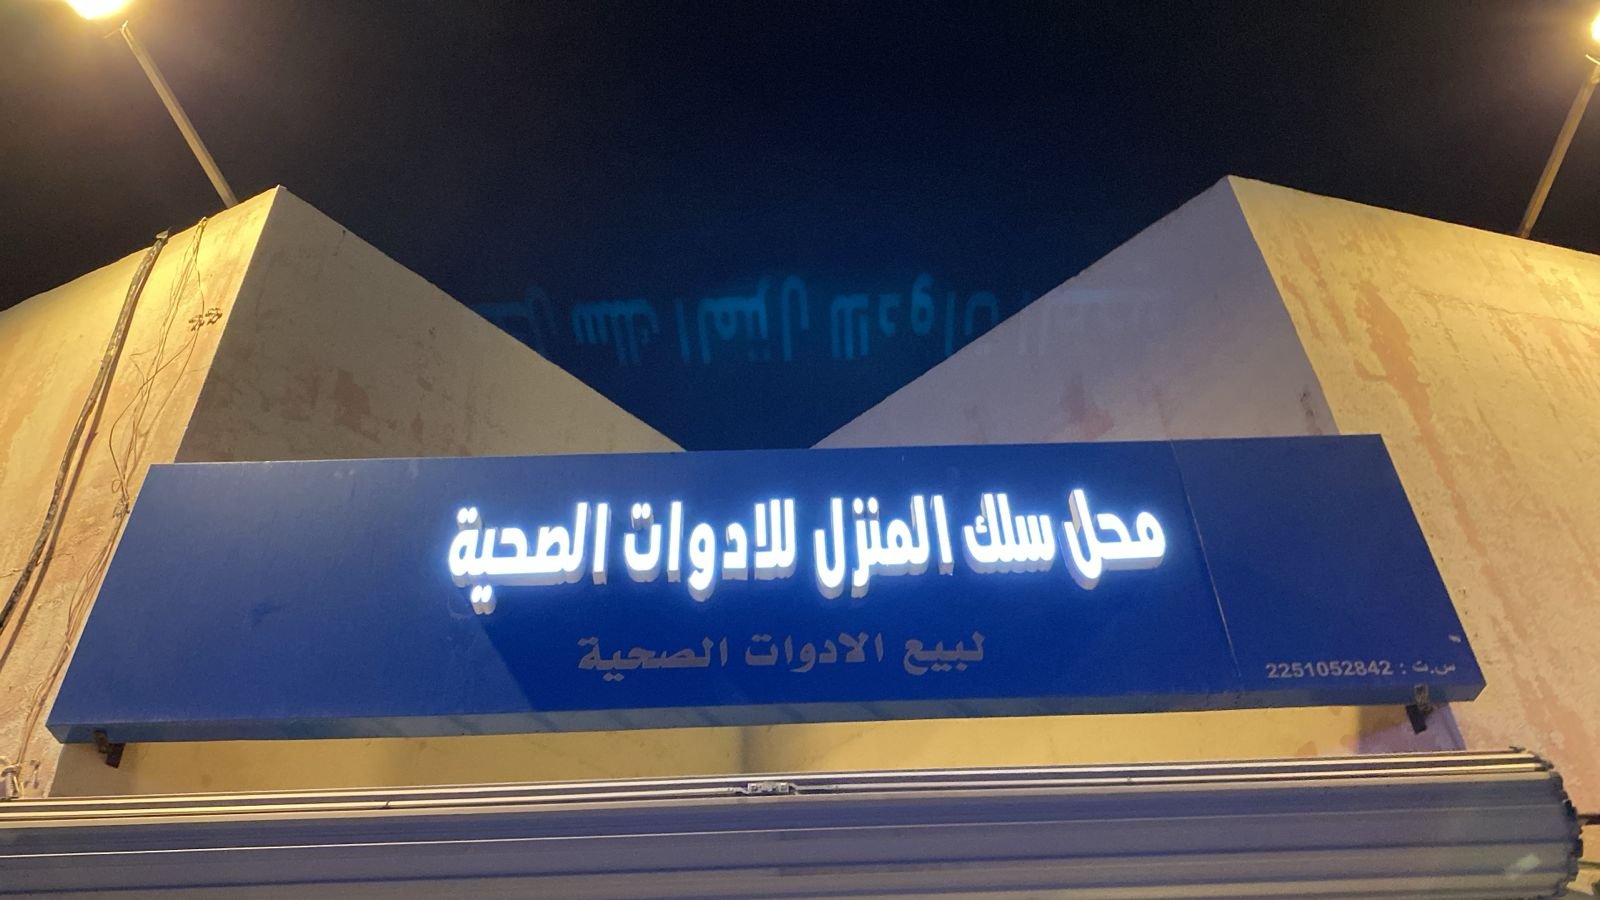 محل سلك المنزل للادوات الصحية
لبيع الادوات الصحية
س.ت : 2251052842